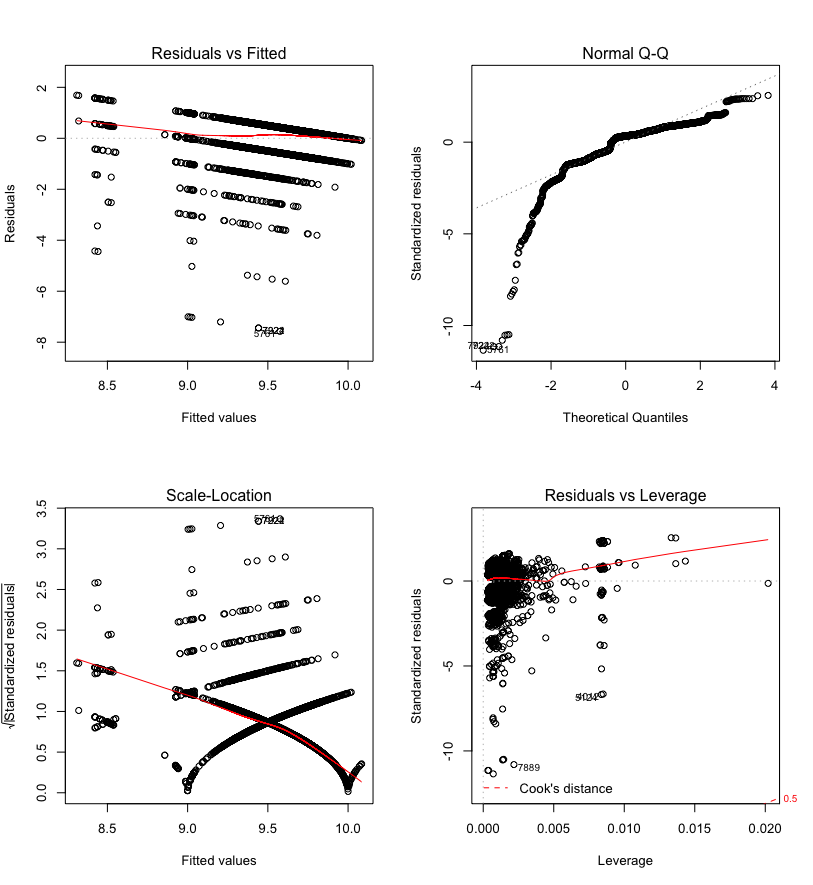 Residuals vs Fitted
2
0
-2
-4
-6
-8
Residuals
8.5 9.0 9.5 10.0
Fitted values
Normal Q-Q
0
-5
-10
Standardized residuals
5761
-4 -2 0 2 4
Theoretical Quantiles
Scale-Location
3.5
3.0
2.5
2.0
1.5
1.0
0.5
0.0
√|Standardized residuals|
8.5 9.0 9.5 10.0
Fitted values
Residuals vs Leverage
0
-5
-10
Standardized residuals
7889
Cook's distance
0.5
0.000 0.005 0.010 0.015 0.020
Leverage